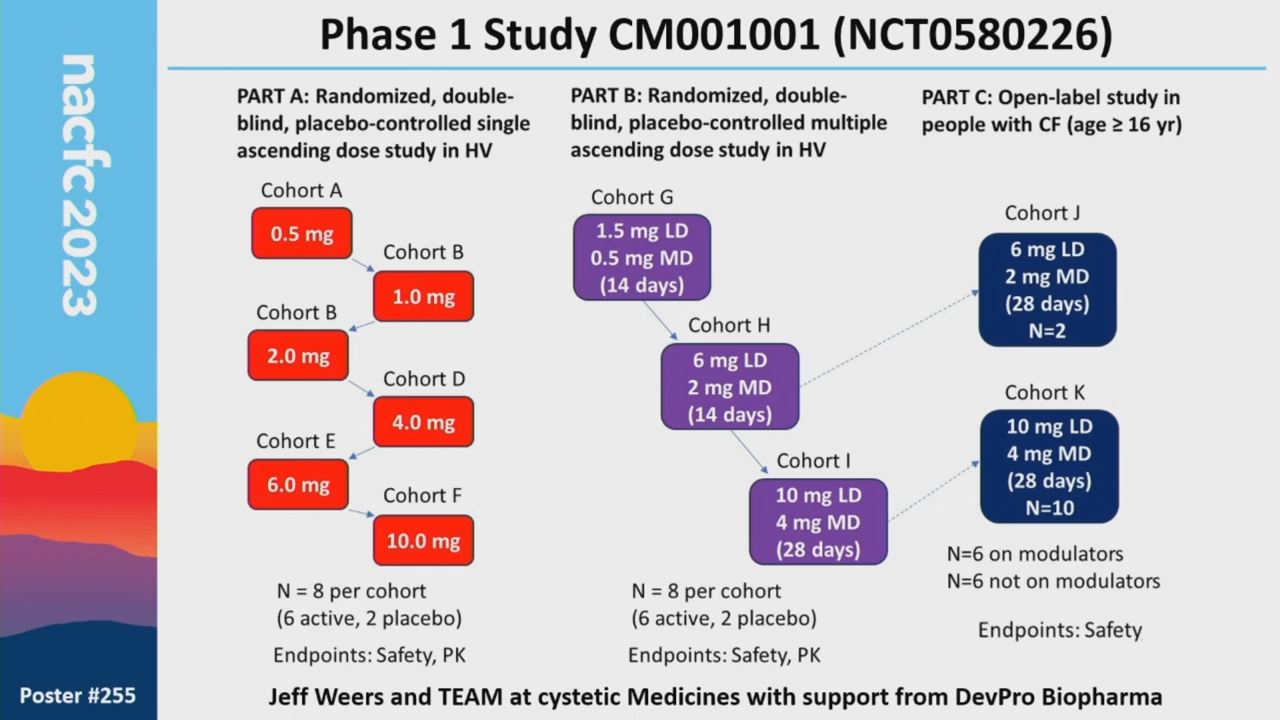 Phase 1 Study CM001001 (NCT0580226)
nacfc 2023
PART A: Randomized, double-
blind, placebo-controlled single
ascending dose study in HV
Cohort A
0.5 mg
Cohort B
1.0 mg
Cohort B
2.0 mg
Cohort D
4.0 mg
Cohort E
6.0 mg
Cohort F
10.0 mg
N = 8 per cohort
(6 active, 2 placebo)
Endpoints: Safety, PK
PART B: Randomized, double-
blind, placebo-controlled multiple
ascending dose study in HV
Cohort G
1.5 mg LD
0.5 mg MD
(14 days)
Cohort H
6 mg LD
2 mg MD
(14 days)
Cohort I
10 mg LD
4 mg MD
(28 days)
N = 8 per cohort
(6 active, 2 placebo)
Endpoints: Safety, PK
PART C: Open-label study in
people with CF (age ≥ 16 yr)
Cohort J
6 mg LD
2 mg MD
(28 days)
N=2
Cohort K
10 mg LD
4 mg MD
(28 days)
N=10
N=6 on modulators
N=6 not on modulators
Endpoints: Safety
Poster #255
Jeff Weers and TEAM at cystetic Medicines with support from DevPro Biopharma